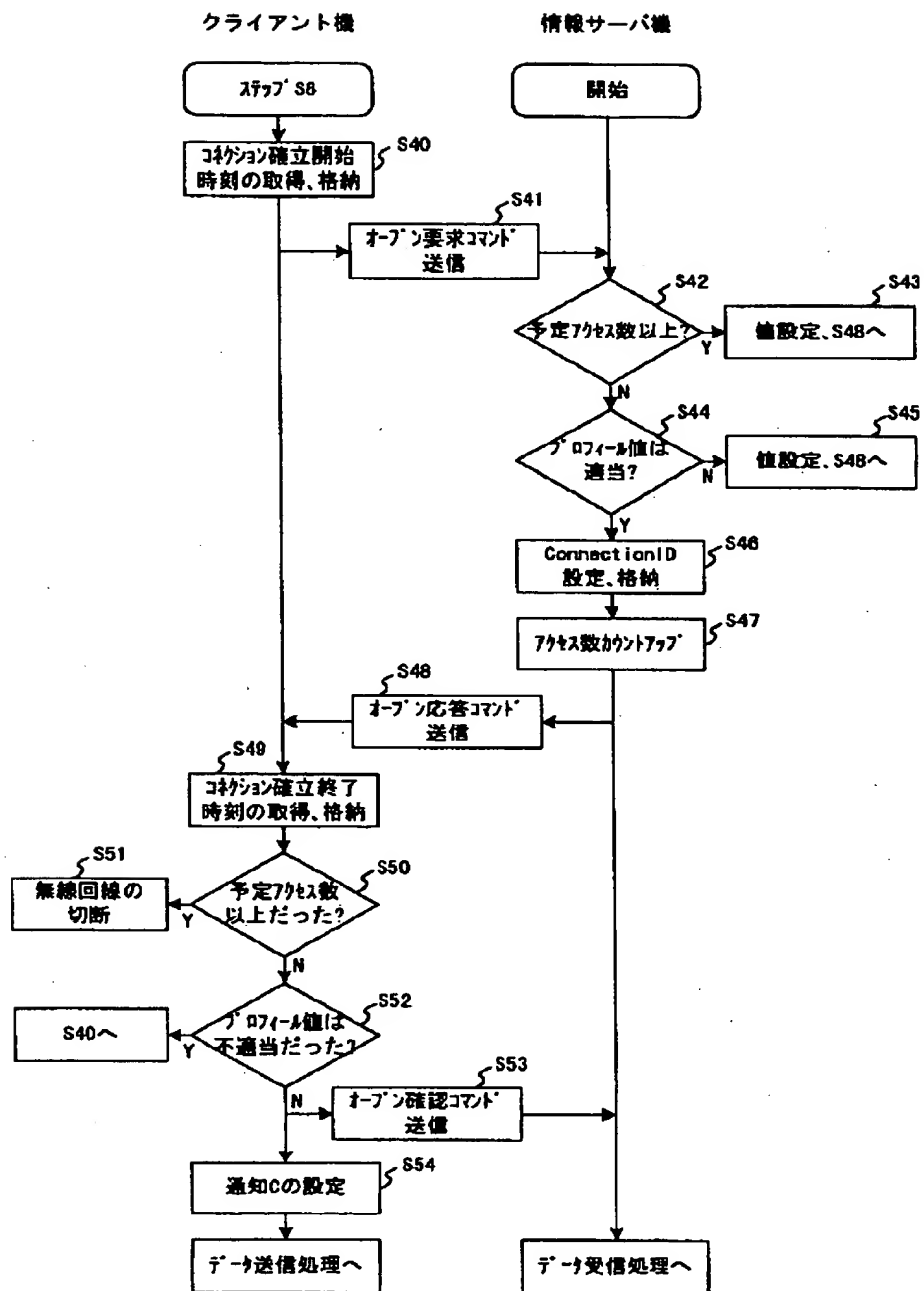 クライアント機
情報サーバ機
ステップS8
開始
S40
コネクション確立開始
時刻の取得、格納
S41
オープン要求コマンド
送信
S42
予定アクセス数以上?
Y
N
S43
値設定、S48へ
S44
プロフィール値は
適当?
N
Y
S45
値設定、S48へ
S46
ConnectionID
設定、格納
S47
アクセス数カウントアップ
S48
オープン応答コマンド
送信
S49
コネクション確立終了
時刻の取得、格納
S50
予定アクセス数
以上だった?
Y
N
S51
無線回線の
切断
S52
プロフィール値は
不適当だった?
Y
N
S40へ
S53
オープン確認コマンド
送信
S54
通知Cの設定
データ送信処理へ
データ受信処理へ